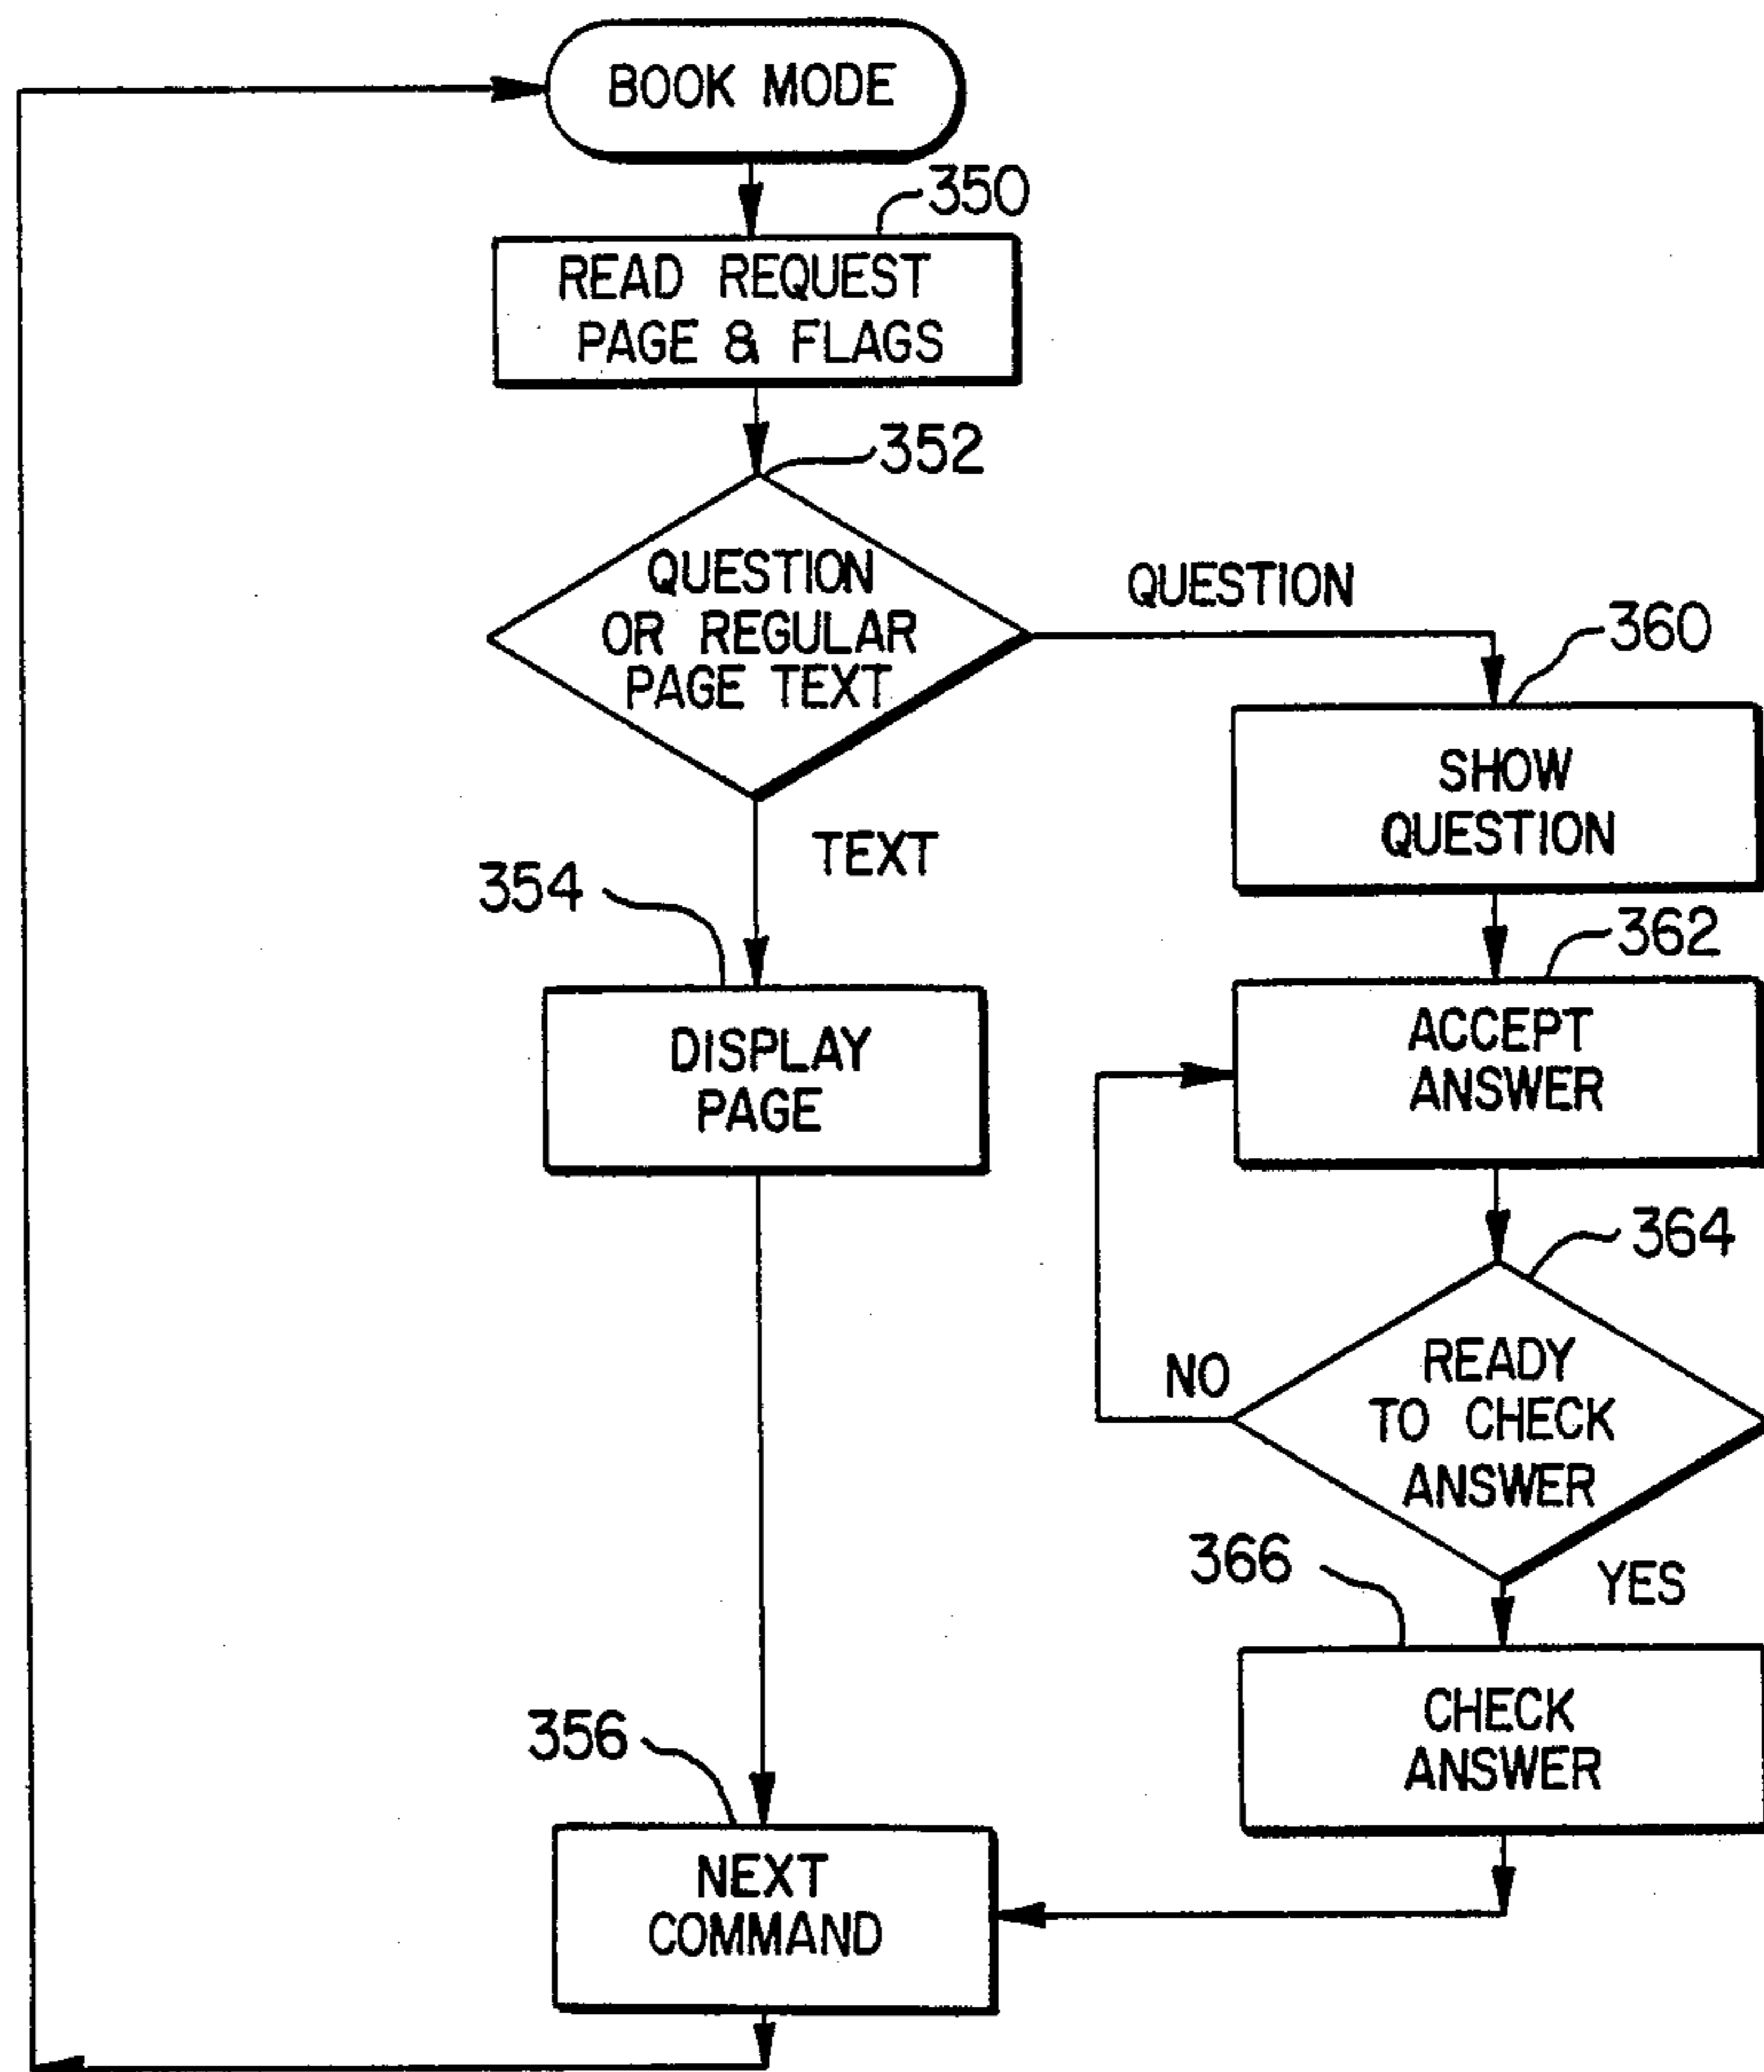 BOOK MODE
350
READ REQUEST
PAGE & FLAGS
352
QUESTION
OR REGULAR
PAGE TEXT
QUESTION
TEXT
360
SHOW
QUESTION
354
DISPLAY
PAGE
362
ACCEPT
ANSWER
364
READY
TO CHECK
ANSWER
NO
YES
366
CHECK
ANSWER
356
NEXT
COMMAND